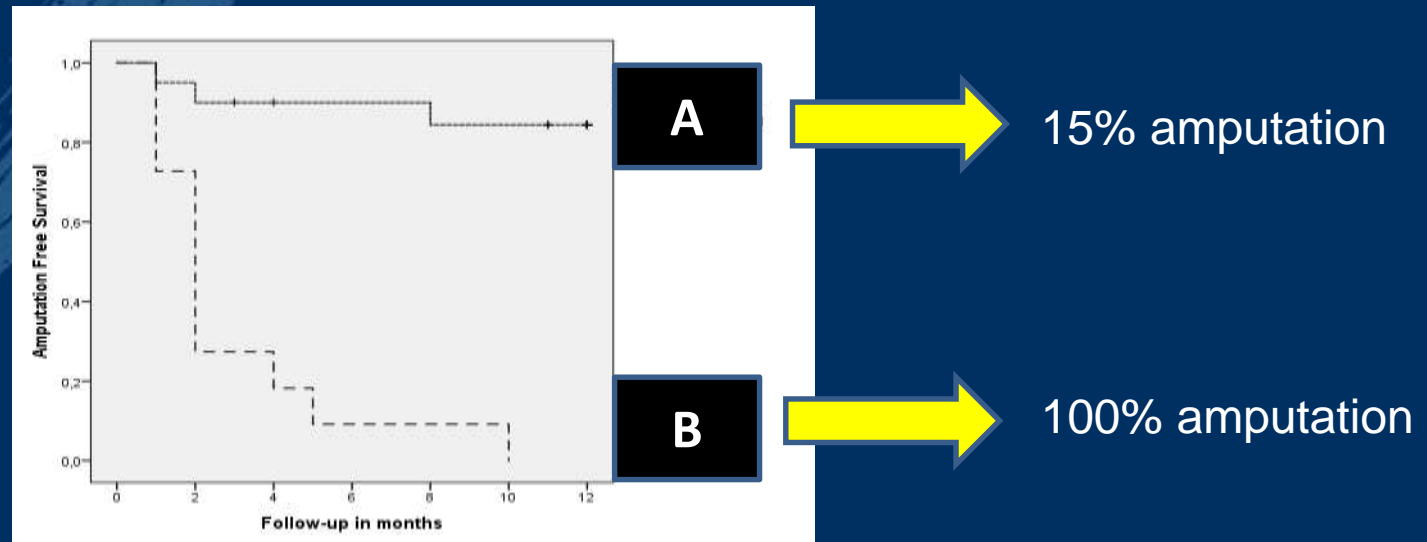 1,0
0,8
0,6
0,4
0,2
0,0
Amputation Free Survival
0 2 4 6 8 10 12
Follow-up in months
A
15% amputation
B
100% amputation